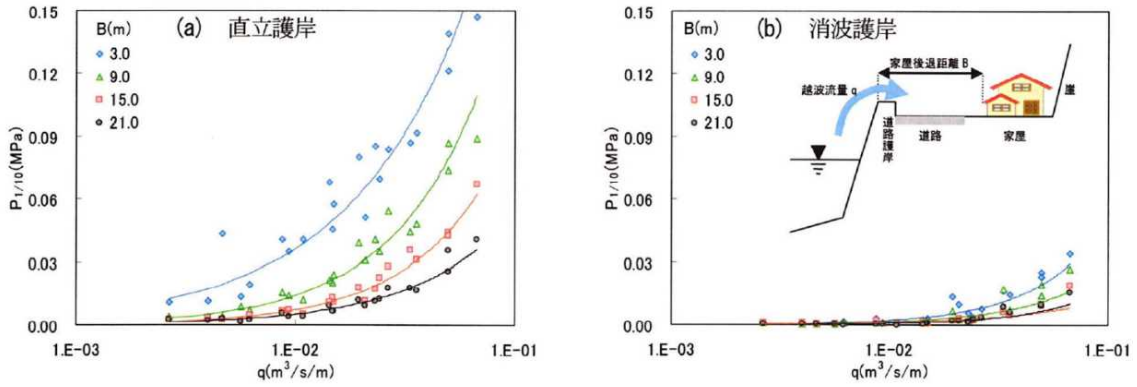 (a) 直立護岸
B(m)
3.0
9.0
15.0
21.0
P1/10(MPa)
0.15
0.12
0.09
0.06
0.03
0.00
1.E-03
1.E-02
1.E-01
q(m³/s/m)
(b) 消波護岸
B(m)
3.0
9.0
15.0
21.0
家屋後退距離 B
越波流量 q
道路護岸
道路
家屋
崖
P1/10(MPa)
0.15
0.12
0.09
0.06
0.03
0.00
1.E-03
1.E-02
1.E-01
q(m³/s/m)